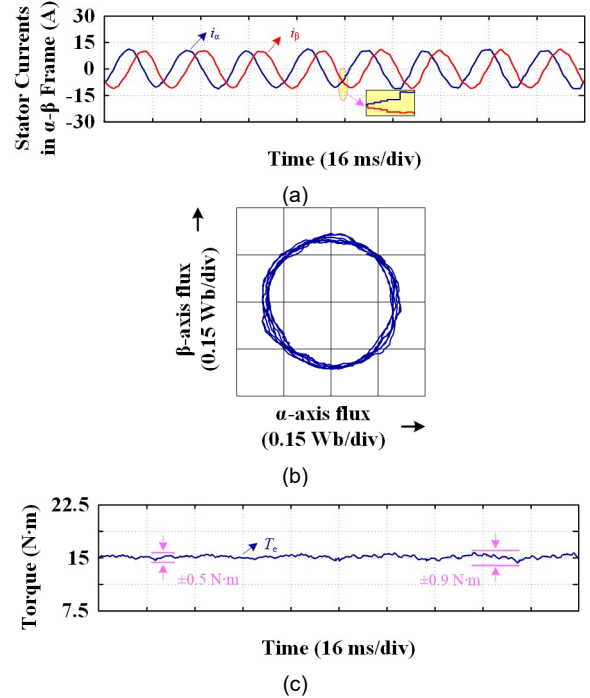 Stator Currents
in α-β Frame (A)
30
15
0
-15
-30
iα
iβ
Time (16 ms/div)
(a)
β-axis flux
(0.15 Wb/div)
α-axis flux
(0.15 Wb/div)
(b)
Torque (N·m)
22.5
15
7.5
Te
±0.5 N·m
±0.9 N·m
Time (16 ms/div)
(c)